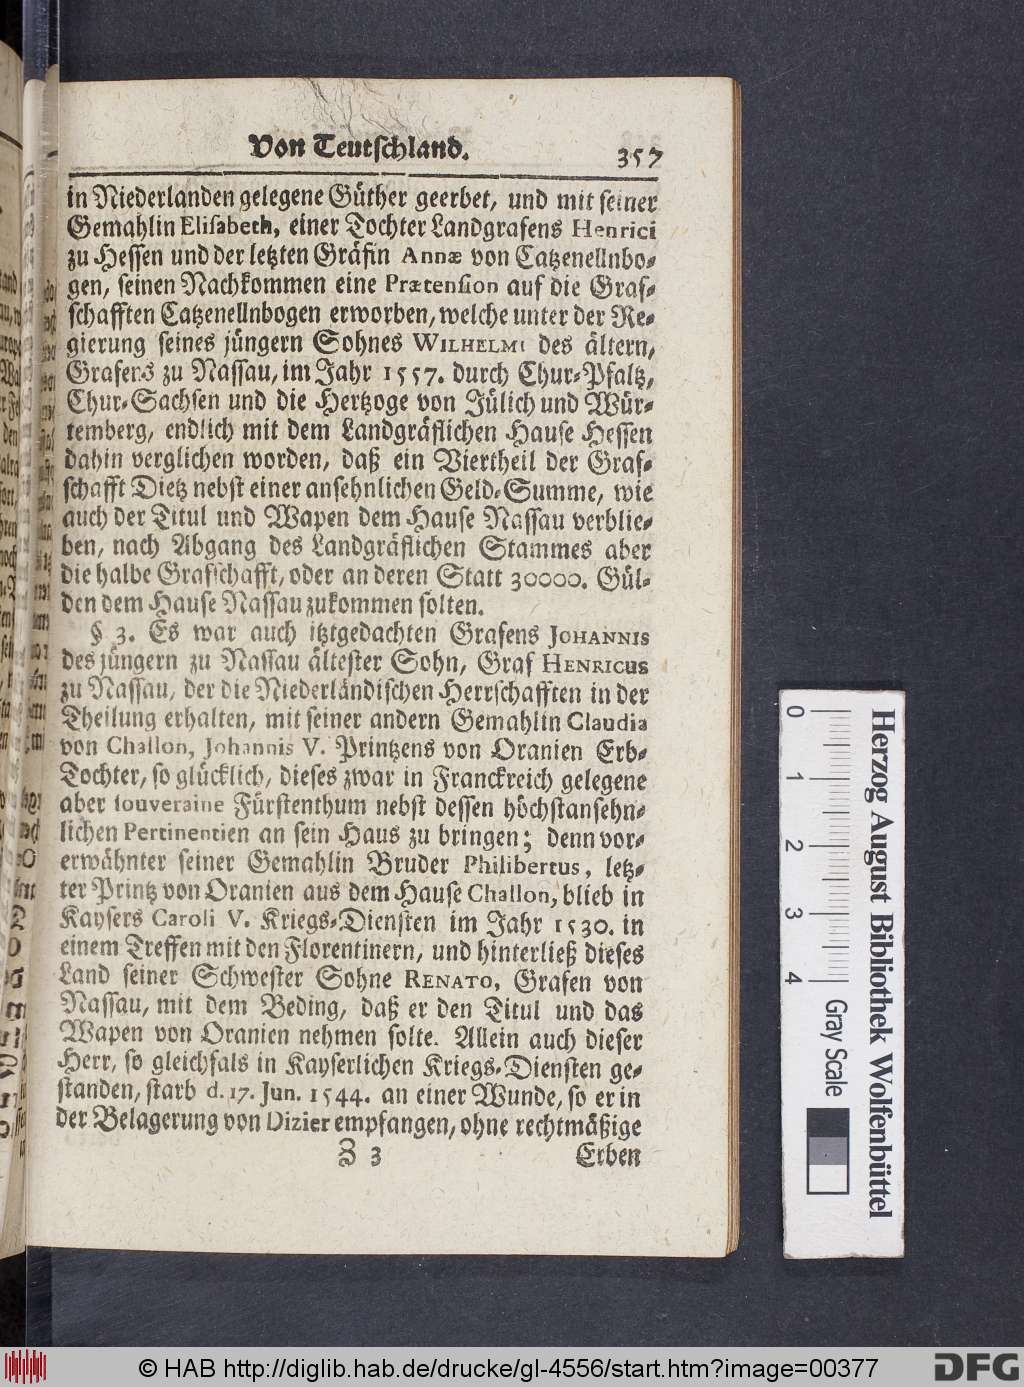 Von Teutschland.
357
in Niederlanden gelegene Güther geerbet, und mit seiner
Gemahlin Elisabeth, einer Tochter Landgrafens Henrici
zu Hessen und der letzten Gräfin Annæ von Catzenellnbo-
gen, seinen Nachkommen eine Prætension auf die Graf-
schafften Catzenellnbogen erworben, welche unter der Re-
gierung seines jüngern Sohnes WILHELMI des ältern,
Grafens zu Nassau, im Jahr 1557. durch Chur-Pfaltz,
Chur-Sachsen und die Hertzoge von Jülich und Wür-
temberg, endlich mit dem Landgräflichen Hause Hessen
dahin verglichen worden, daß ein Viertheil der Graf-
schafft Dietz nebst einer ansehnlichen Geld-Summe, wie
auch der Titul und Wapen dem Hause Nassau verblie-
ben, nach Abgang des Landgräflichen Stammes aber
die halbe Grafschafft, oder an deren Statt 30000. Gül-
den dem Hause Nassau zukommen solten.
§ 3. Es war auch itztgedachten Grafens JOHANNIS
des jüngern zu Nassau ältester Sohn, Graf HENRICUS
zu Nassau, der die Niederländischen Herrschafften in der
Theilung erhalten, mit seiner andern Gemahlin Claudia
von Challon, Johannis V. Printzens von Oranien Erb-
Tochter, so glücklich, dieses zwar in Franckreich gelegene
aber souveraine Fürstenthum nebst dessen höchstansehn-
lichen Pertinentien an sein Haus zu bringen; denn vor-
erwähnter seiner Gemahlin Bruder Philibertus, letz-
ter Printz von Oranien aus dem Hause Challon, blieb in
Kaysers Caroli V. Kriegs-Diensten im Jahr 1530. in
einem Treffen mit den Florentinern, und hinterließ dieses
Land seiner Schwester Sohne RENATO, Grafen von
Nassau, mit dem Beding, daß er den Titul und das
Wapen von Oranien nehmen solte. Allein auch dieser
Herr, so gleichfals in Kayserlichen Kriegs-Diensten ge-
standen, starb d. 17. Jun. 1544. an einer Wunde, so er in
der Belagerung von Dizier empfangen, ohne rechtmäßige
Z 3
Erben
0 1 2 3 4
Gray Scale
Herzog August Bibliothek Wolfenbüttel
© HAB http://diglib.hab.de/drucke/gl-4556/start.htm?image=00377
DFG